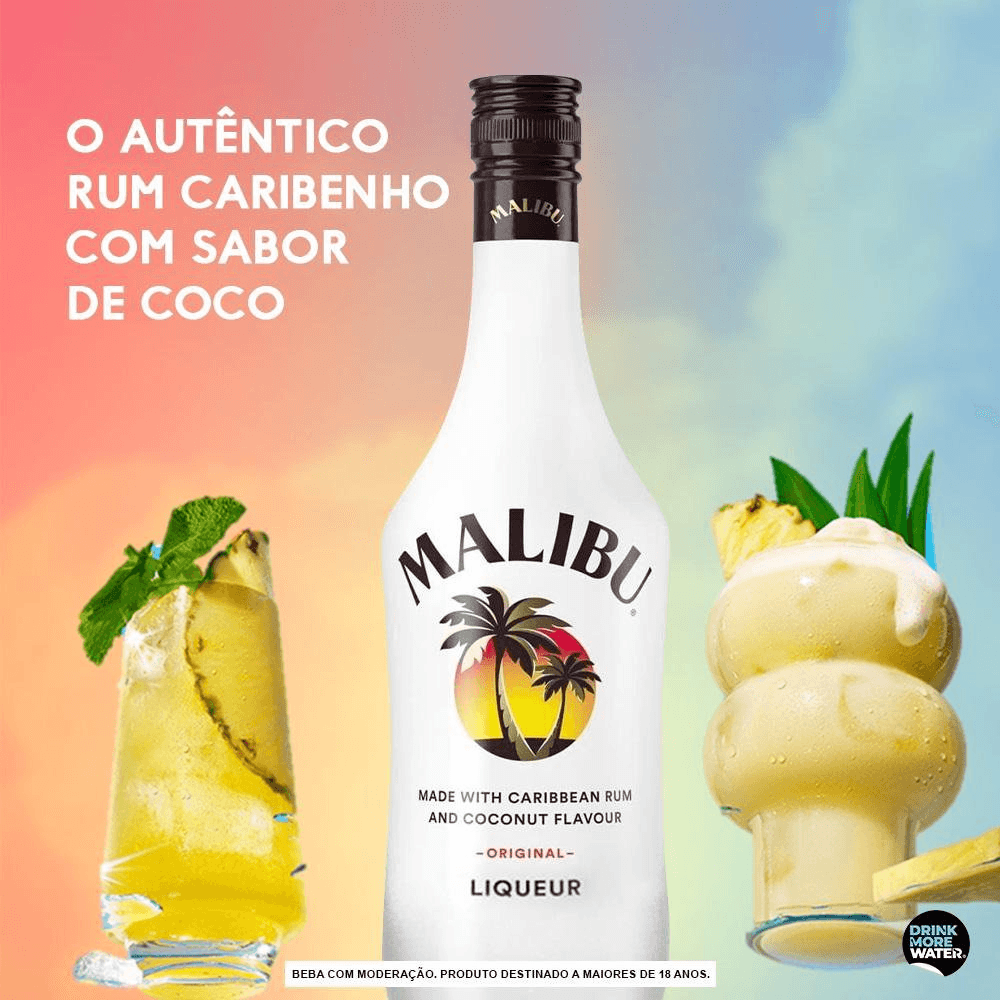 O AUTÊNTICO
RUM CARIBENHO
COM SABOR
DE COCO
MALIBU
MALIBU®
MADE WITH CARIBBEAN RUM
AND COCONUT FLAVOUR
-ORIGINAL-
LIQUEUR
DRINK
MORE
WATER®
BEBA COM MODERAÇÃO. PRODUTO DESTINADO A MAIORES DE 18 ANOS.